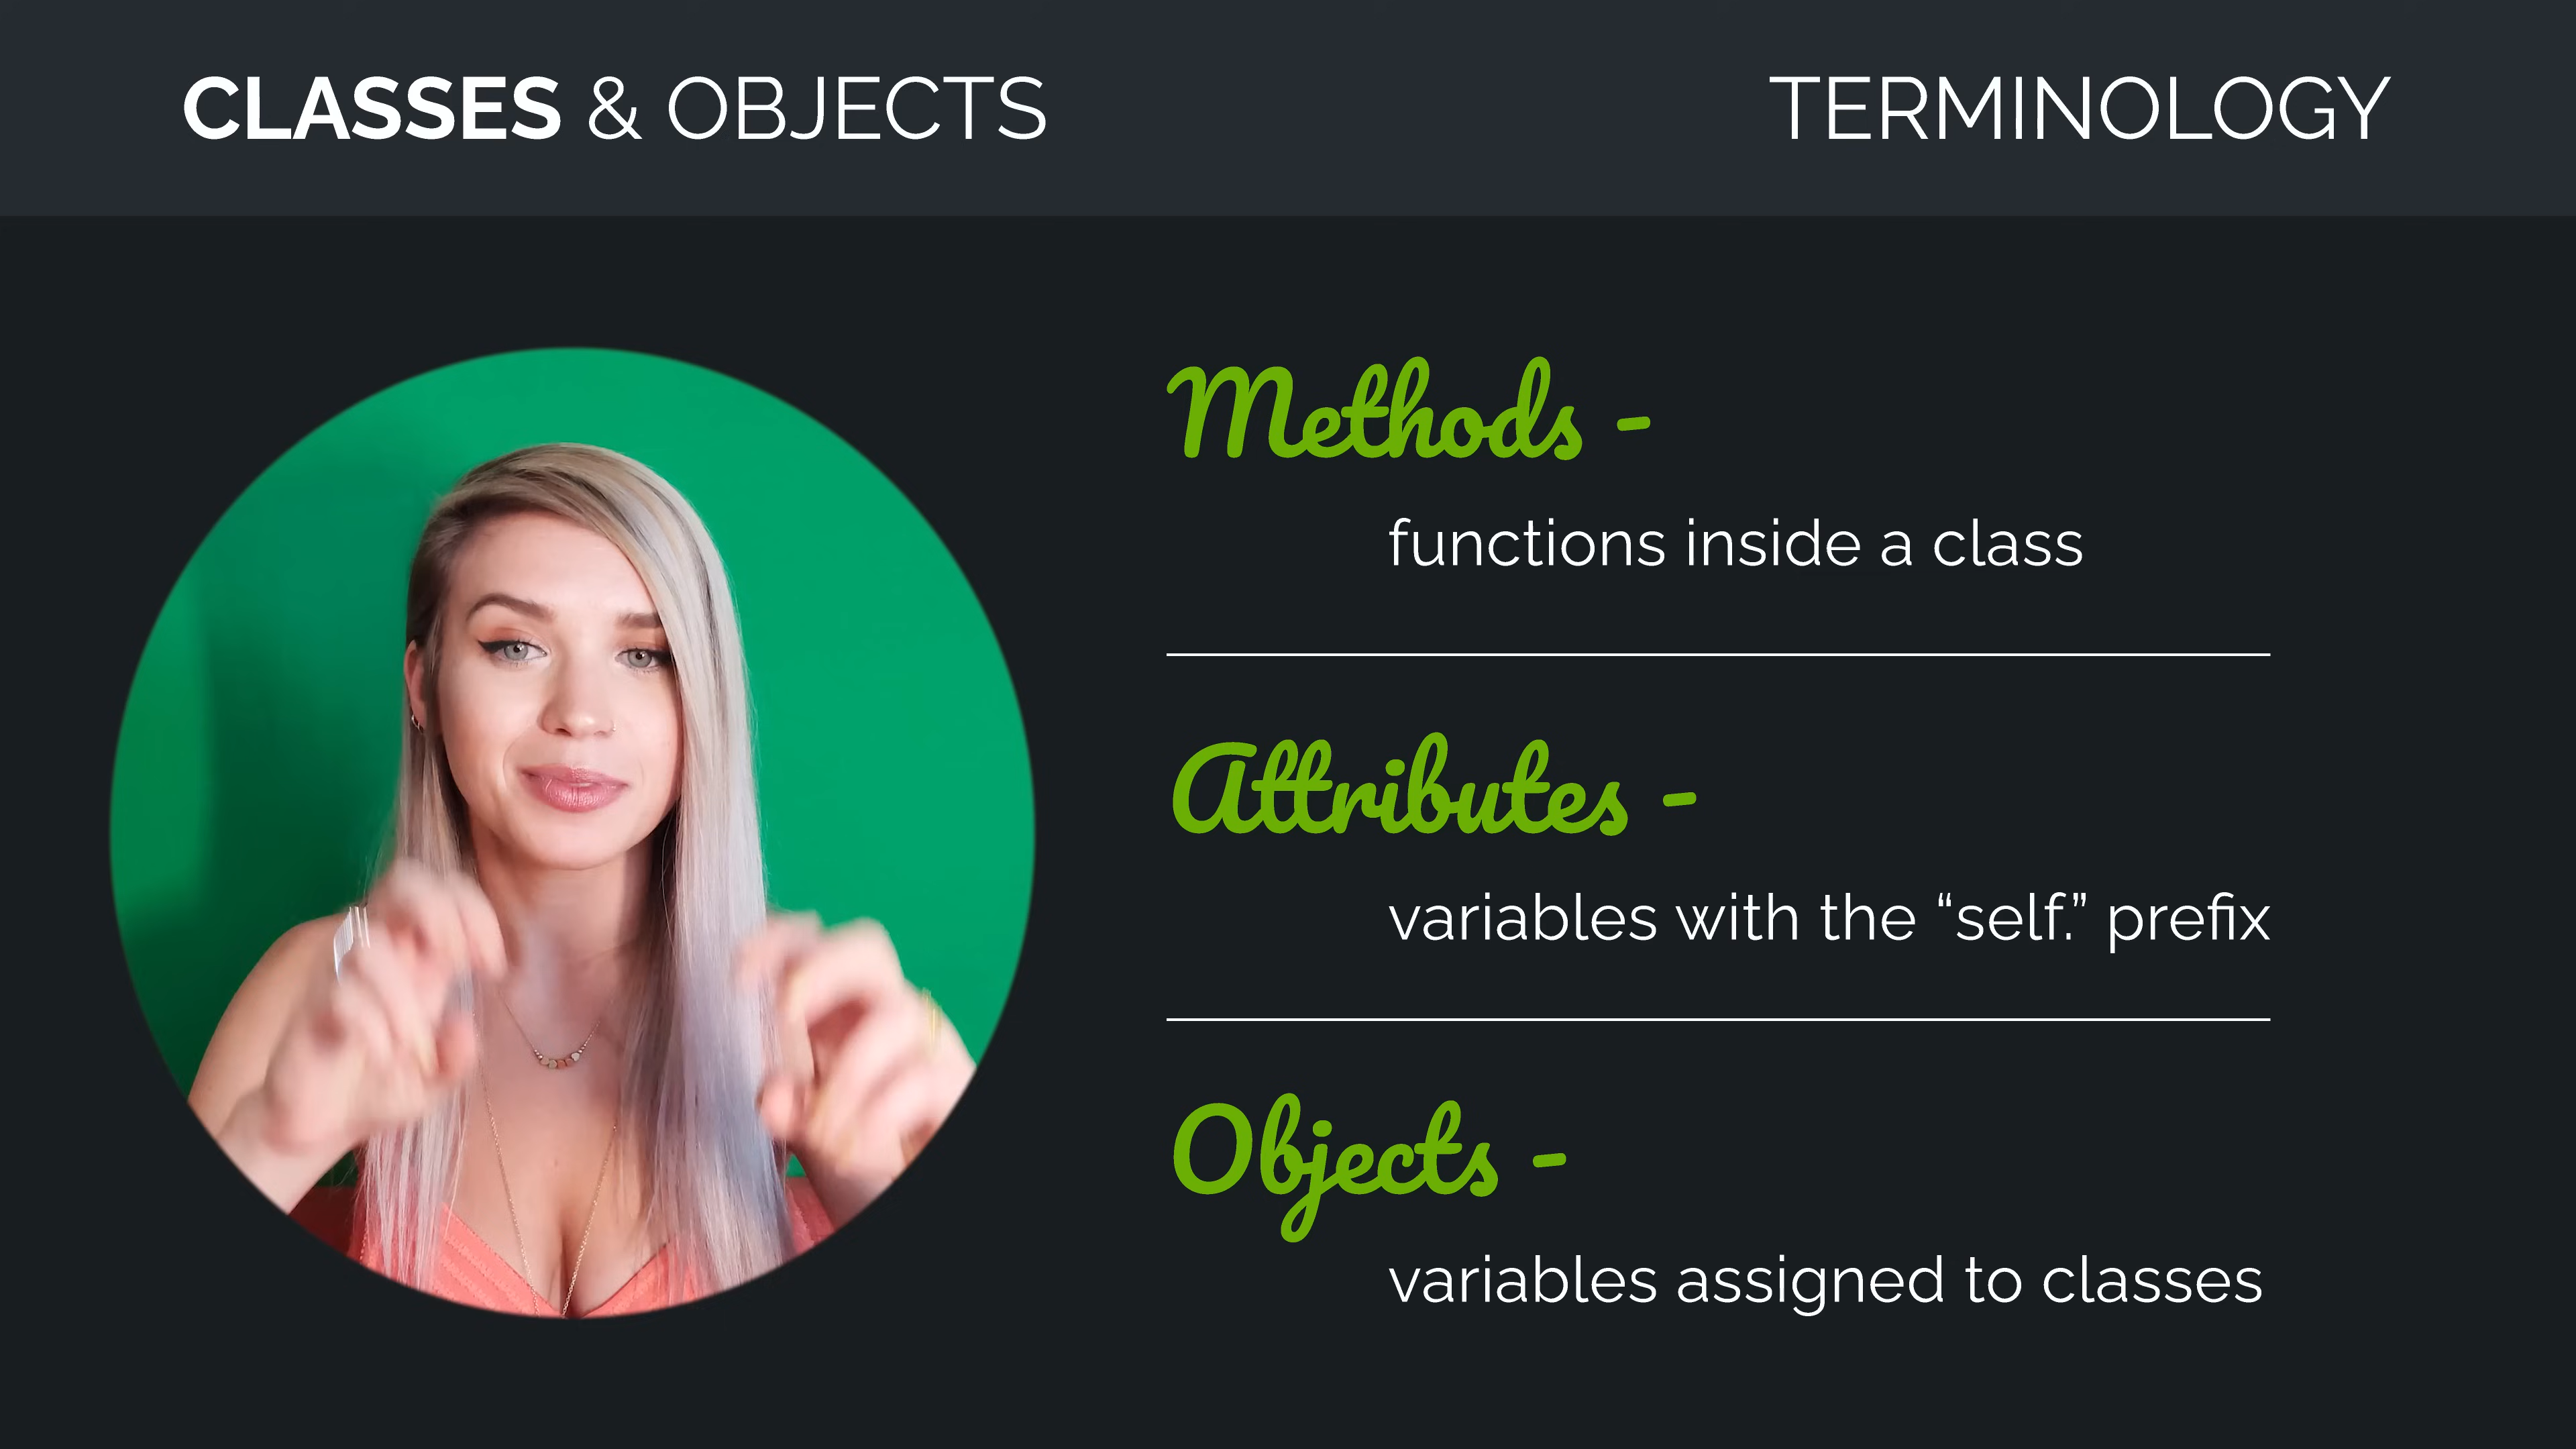 CLASSES & OBJECTS
TERMINOLOGY
Methods -
functions inside a class
Attributes -
variables with the “self.” prefix
Objects -
variables assigned to classes